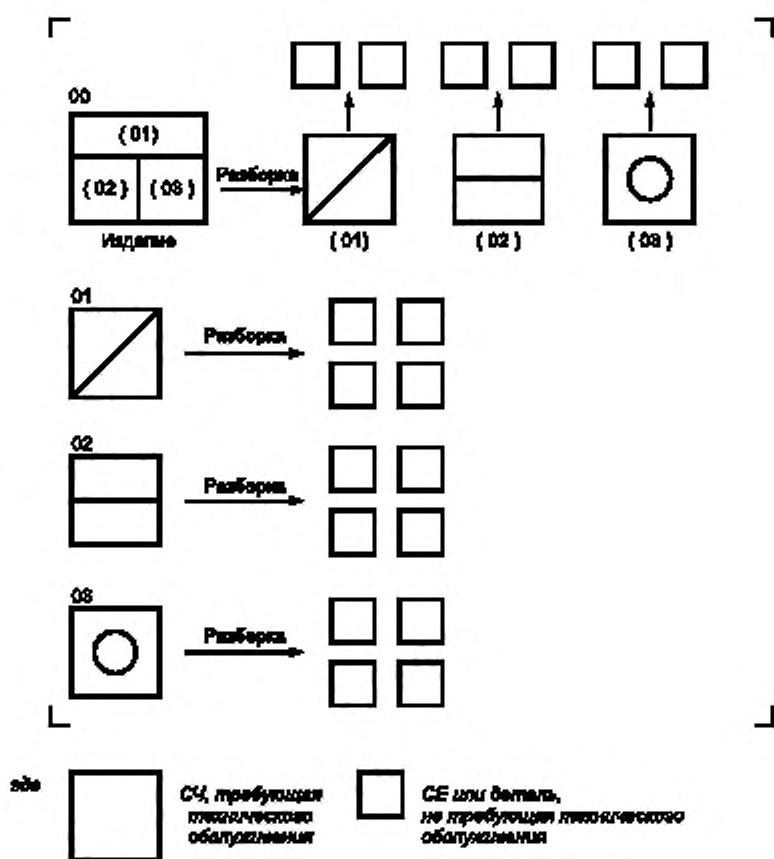 00
(01)
(02) (03)
Изделие
Разборка
(01) (02) (03)
01
Разборка
02
Разборка
03
Разборка
где
СЧ, требующая
технического
обслуживания
СЕ или деталь,
не требующая технического
обслуживания